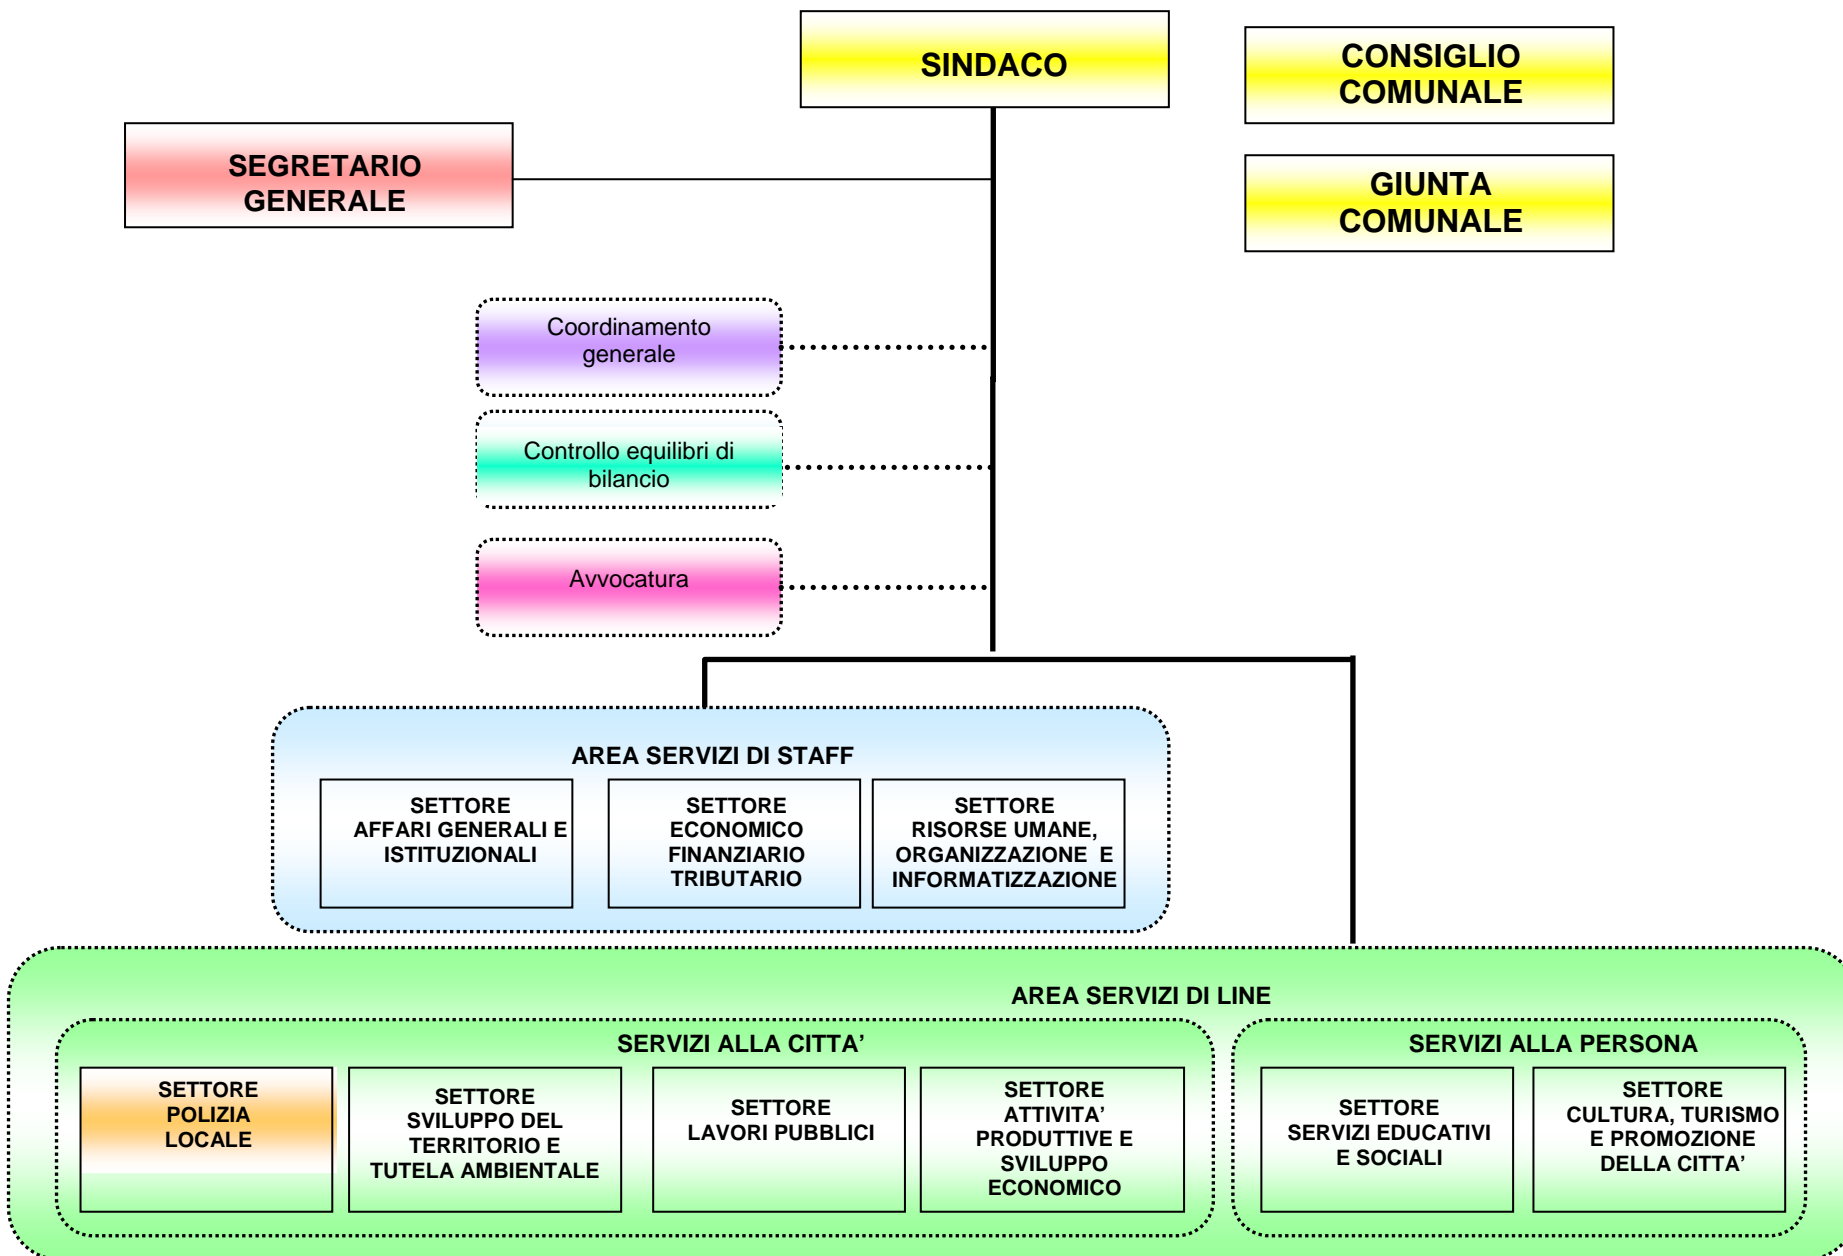 SINDACO
CONSIGLIO
COMUNALE
SEGRETARIO
GENERALE
GIUNTA
COMUNALE
Coordinamento
generale
Controllo equilibri di
bilancio
Avvocatura
AREA SERVIZI DI STAFF
SETTORE
AFFARI GENERALI E
ISTITUZIONALI
SETTORE
ECONOMICO
FINANZIARIO
TRIBUTARIO
SETTORE
RISORSE UMANE,
ORGANIZZAZIONE E
INFORMATIZZAZIONE
AREA SERVIZI DI LINE
SERVIZI ALLA CITTA’
SETTORE
POLIZIA
LOCALE
SETTORE
SVILUPPO DEL
TERRITORIO E
TUTELA AMBIENTALE
SETTORE
LAVORI PUBBLICI
SETTORE
ATTIVITA’
PRODUTTIVE E
SVILUPPO
ECONOMICO
SERVIZI ALLA PERSONA
SETTORE
SERVIZI EDUCATIVI
E SOCIALI
SETTORE
CULTURA, TURISMO
E PROMOZIONE
DELLA CITTA’